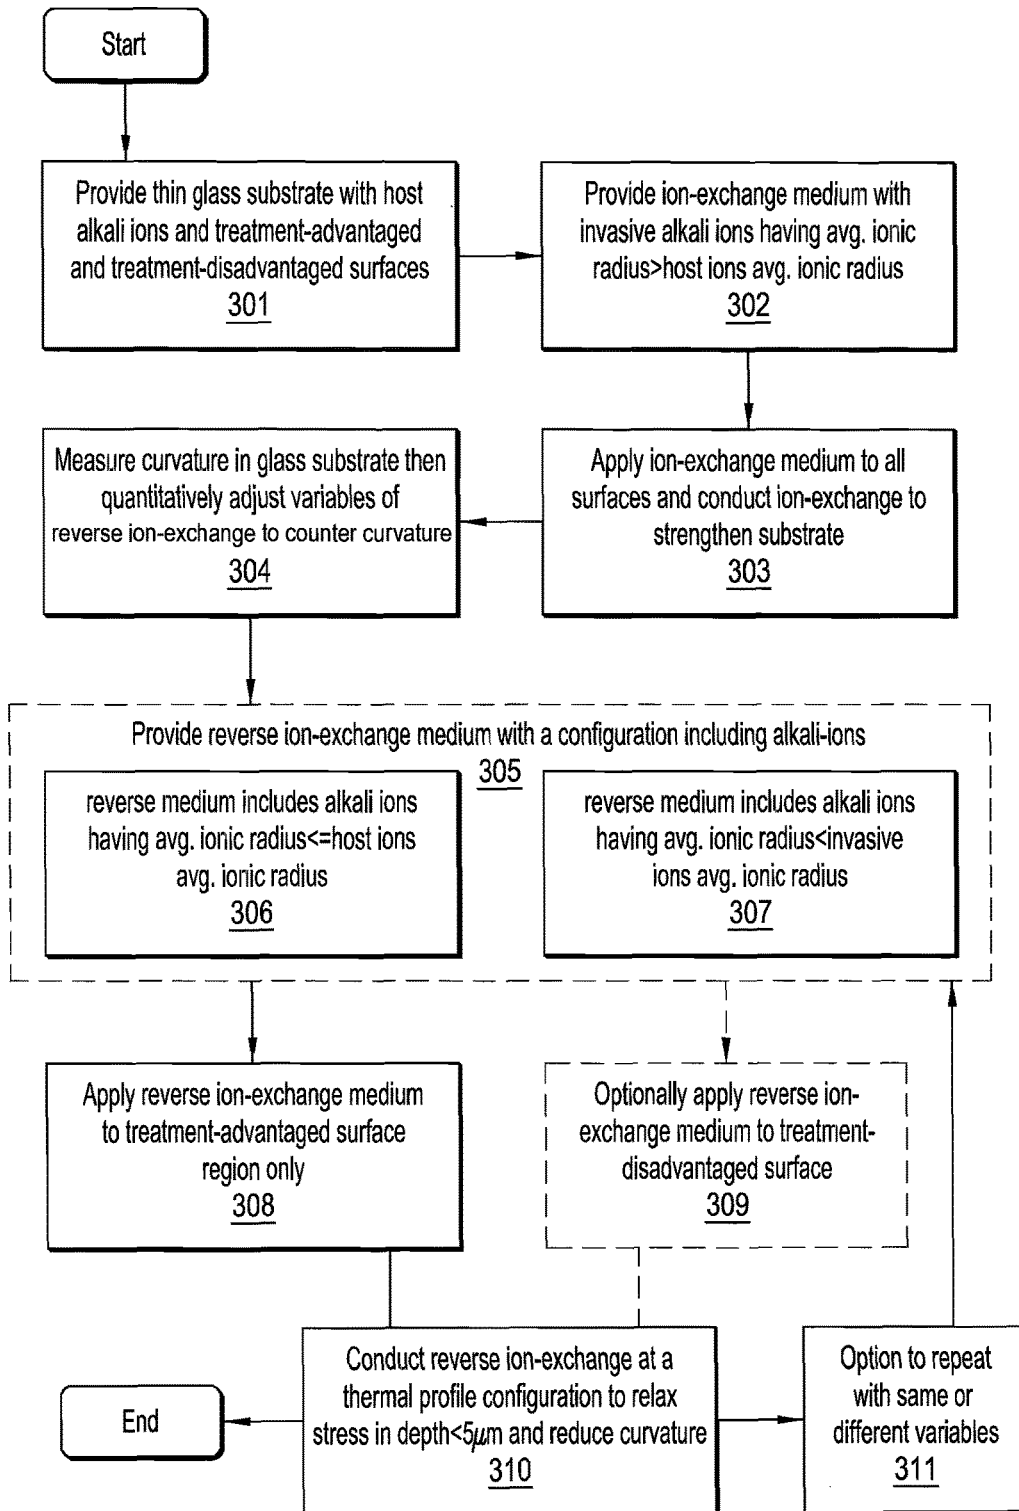 Start
Provide thin glass substrate with host
alkali ions and treatment-advantaged
and treatment-disadvantaged surfaces
301
Provide ion-exchange medium with
invasive alkali ions having avg. ionic
radius>host ions avg. ionic radius
302
Apply ion-exchange medium to all
surfaces and conduct ion-exchange to
strengthen substrate
303
Measure curvature in glass substrate then
quantitatively adjust variables of
reverse ion-exchange to counter curvature
304
Provide reverse ion-exchange medium with a configuration including alkali-ions
305
reverse medium includes alkali ions
having avg. ionic radius<=host ions
avg. ionic radius
306
reverse medium includes alkali ions
having avg. ionic radius<invasive
ions avg. ionic radius
307
Apply reverse ion-exchange medium
to treatment-advantaged surface
region only
308
Optionally apply reverse ion-
exchange medium to treatment-
disadvantaged surface
309
Conduct reverse ion-exchange at a
thermal profile configuration to relax
stress in depth<5μm and reduce curvature
310
Option to repeat
with same or
different variables
311
End